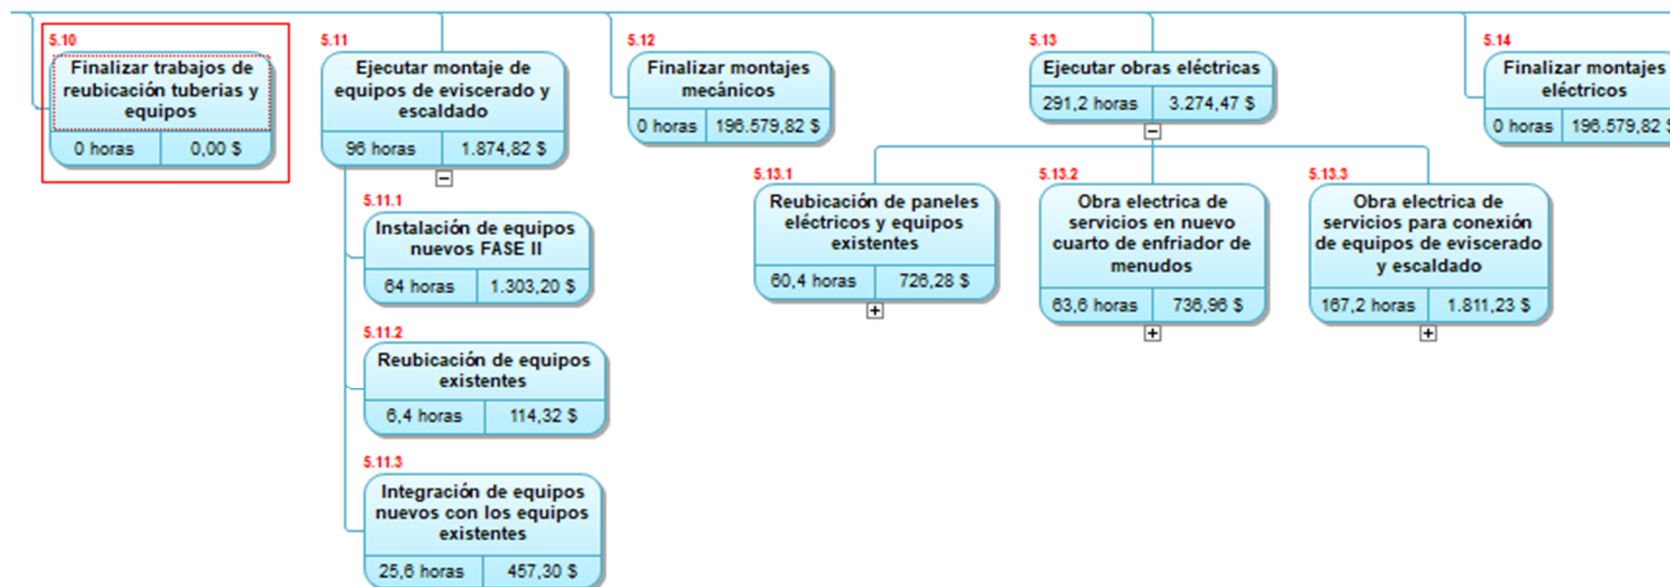 5.10
Finalizar trabajos de
reubicación tuberias y
equipos
0 horas 0,00 $
5.11
Ejecutar montaje de
equipos de eviscerado y
escaldado
96 horas 1.874,82 $
5.11.1
Instalación de equipos
nuevos FASE II
64 horas 1.303,20 $
5.11.2
Reubicación de equipos
existentes
6,4 horas 114,32 $
5.11.3
Integración de equipos
nuevos con los equipos
existentes
25,6 horas 457,30 $
5.12
Finalizar montajes
mecánicos
0 horas 196.579,82 $
5.13
Ejecutar obras eléctricas
291,2 horas 3.274,47 $
5.13.1
Reubicación de paneles
eléctricos y equipos
existentes
60,4 horas 726,28 $
5.13.2
Obra electrica de
servicios en nuevo
cuarto de enfriador de
menudos
63,6 horas 736,96 $
5.13.3
Obra electrica de
servicios para conexión
de equipos de eviscerado
y escaldado
167,2 horas 1.811,23 $
5.14
Finalizar montajes
eléctricos
0 horas 196.579,82 $